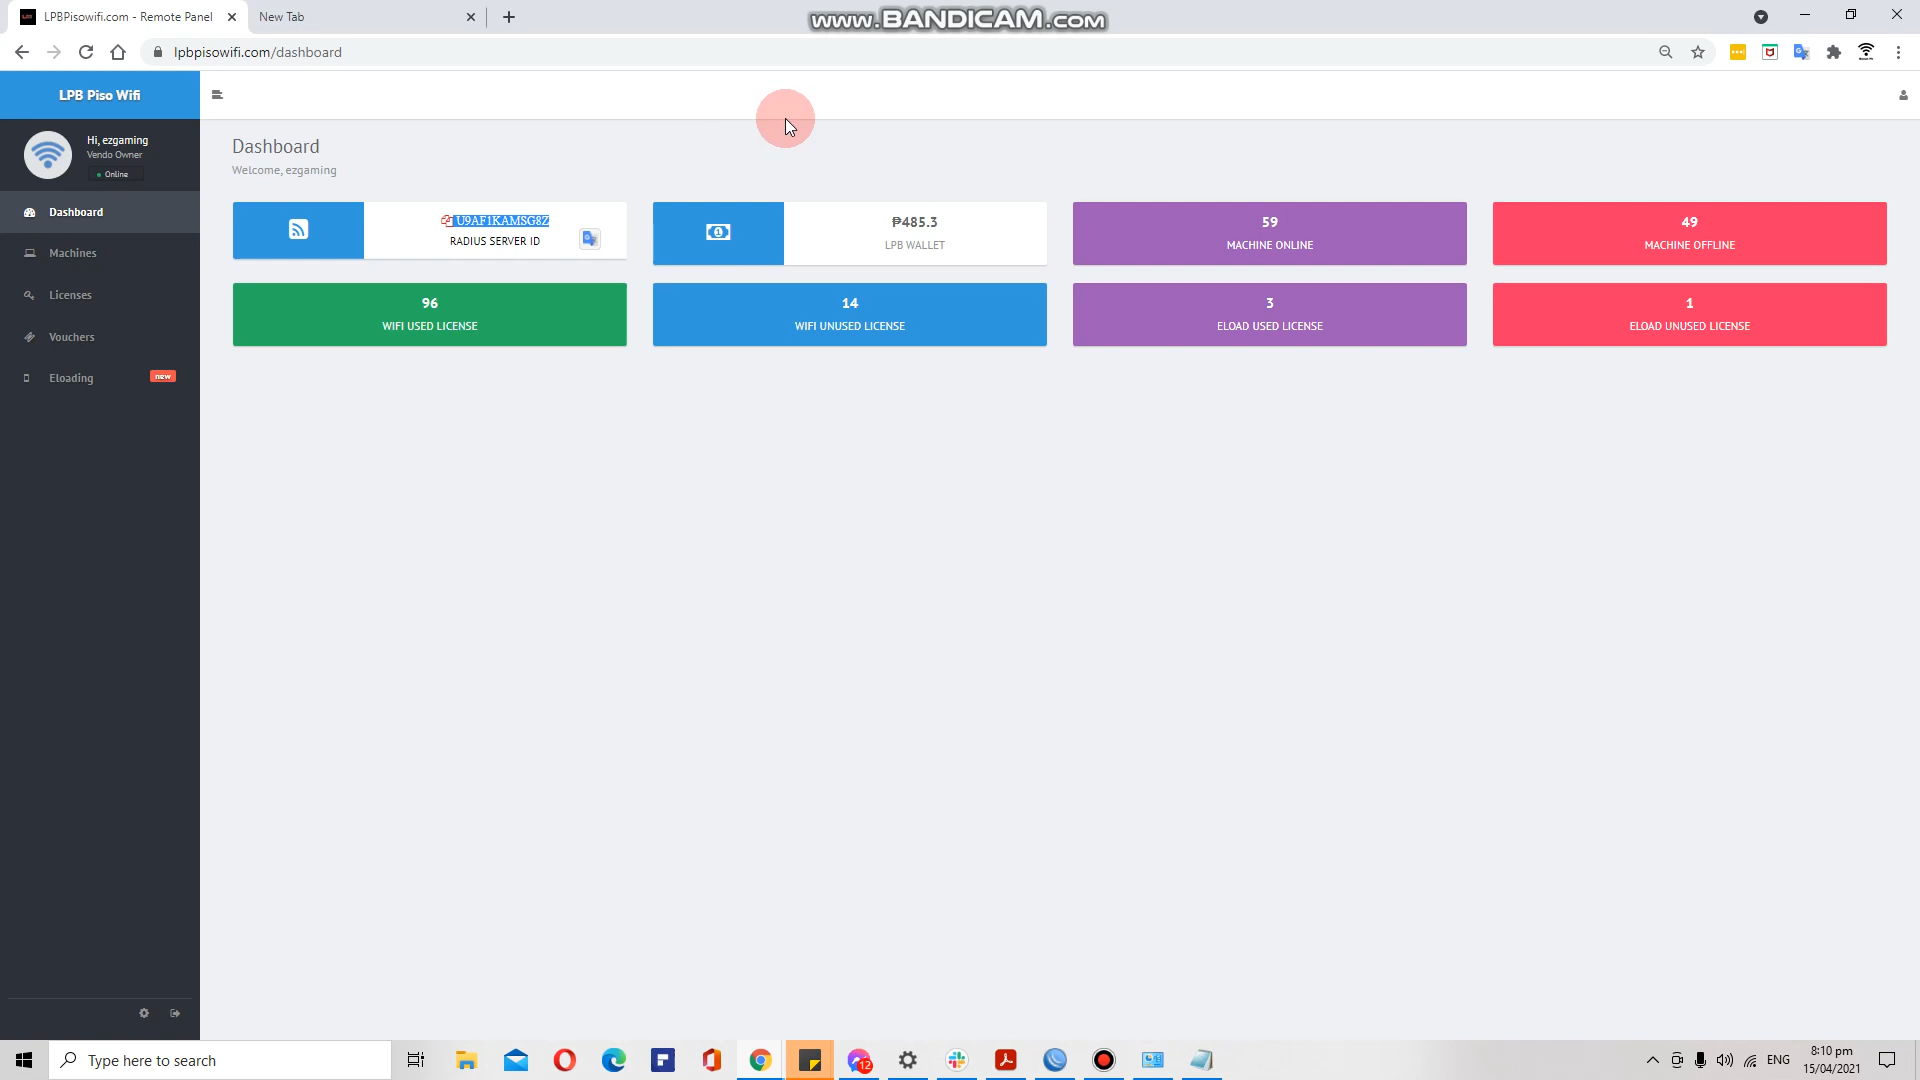 LPBPisowifi.com - Remote Panel
New Tab
www.BANDICAM.com
lpbpisowifi.com/dashboard
LPB Piso Wifi
Hi, ezgaming
Vendo Owner
Online
Dashboard
Machines
Licenses
Vouchers
Eloading
new
Dashboard
Welcome, ezgaming
U9AF1KAMSG8Z
RADIUS SERVER ID
₱485.3
LPB WALLET
59
MACHINE ONLINE
49
MACHINE OFFLINE
96
WIFI USED LICENSE
14
WIFI UNUSED LICENSE
3
ELOAD USED LICENSE
1
ELOAD UNUSED LICENSE
Type here to search
12
ENG
8:10 pm
15/04/2021